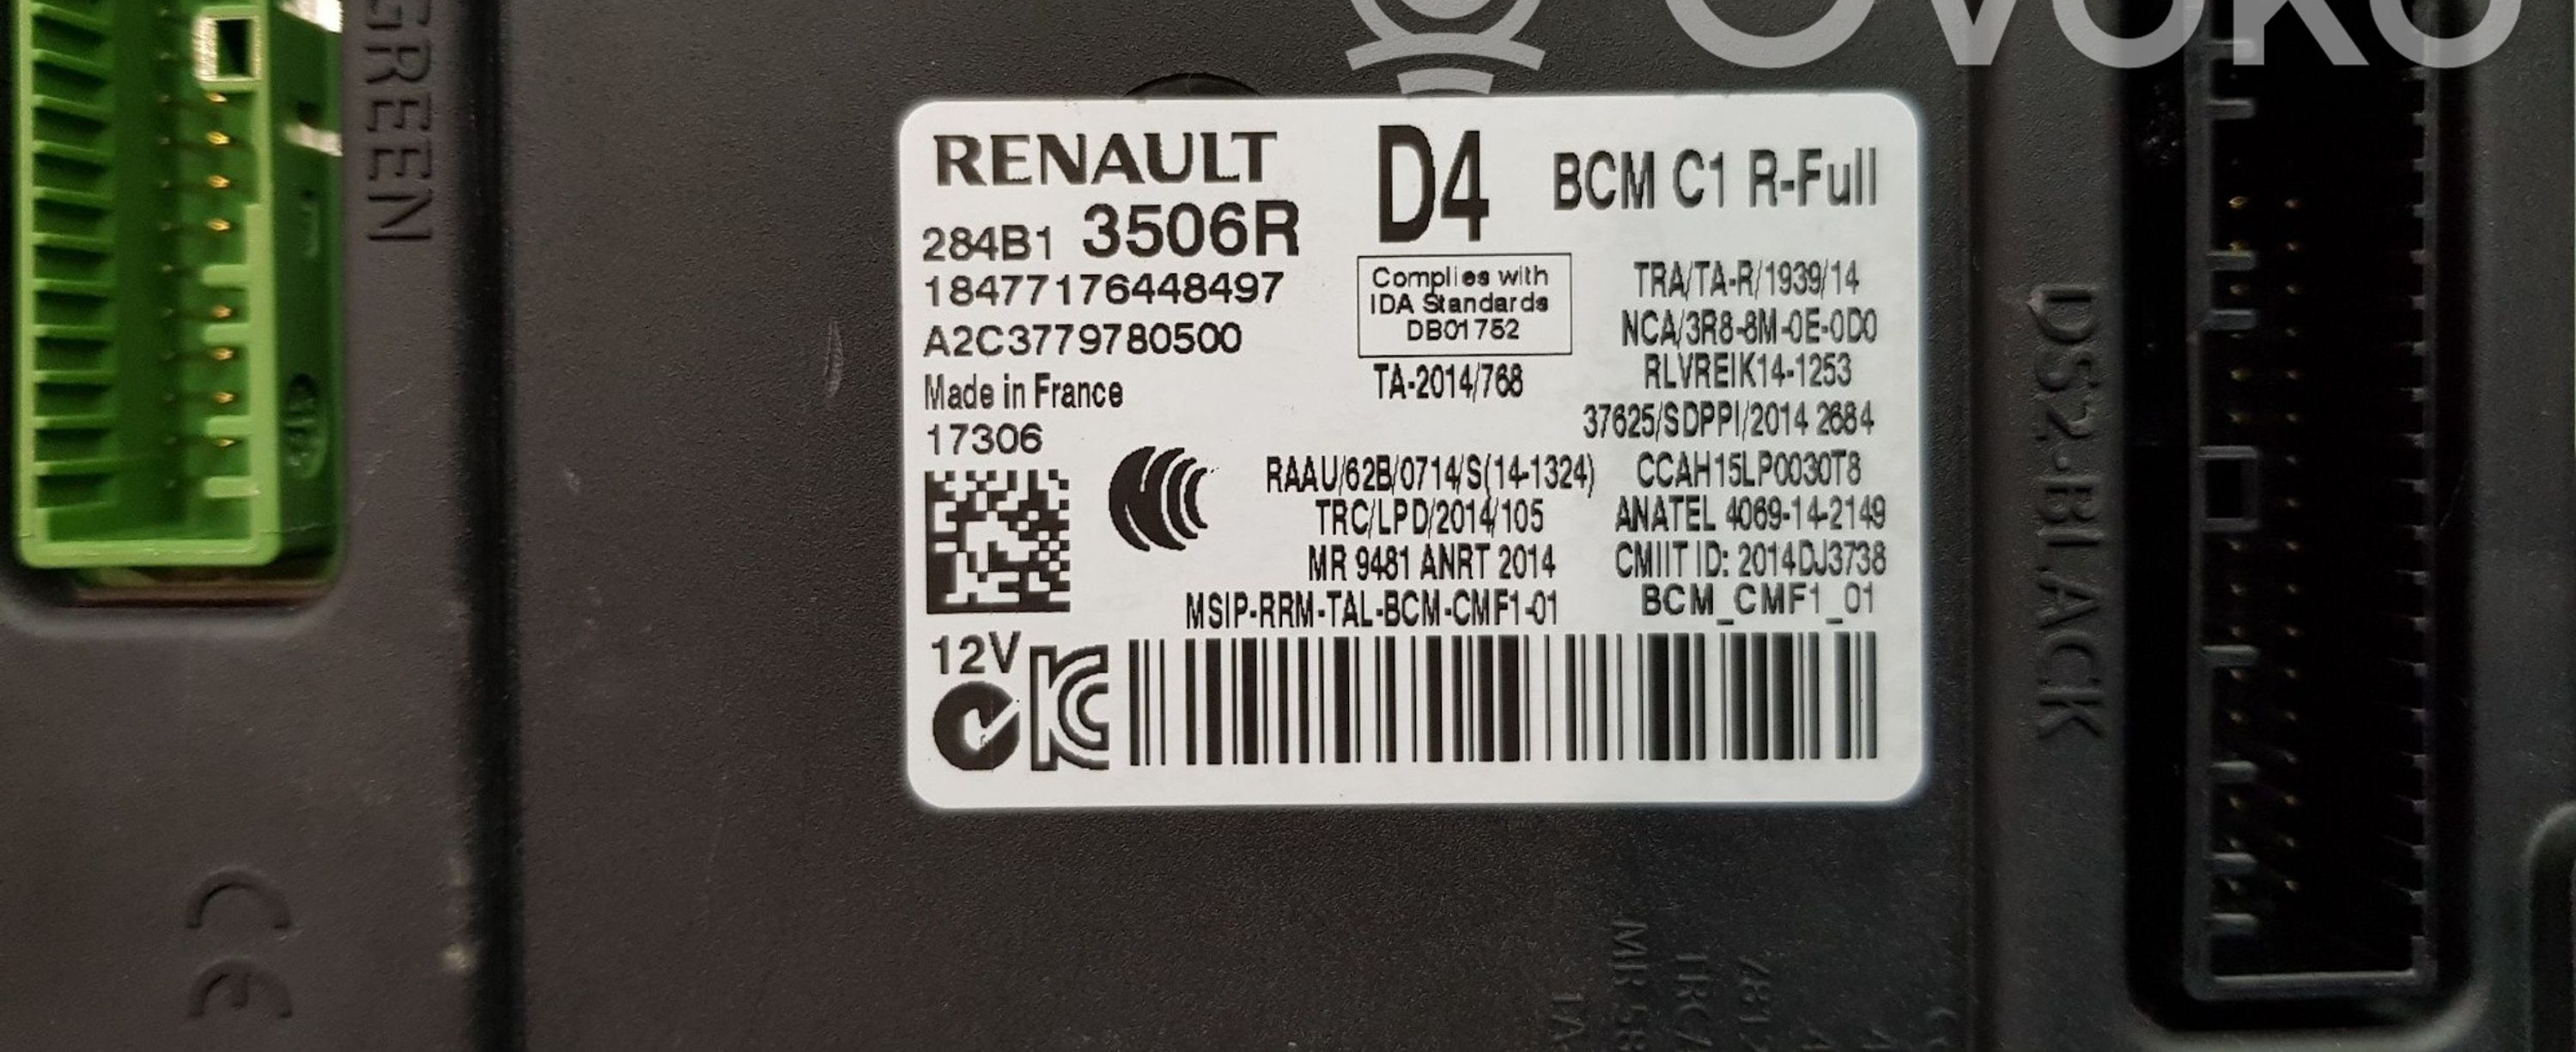 OVOKO
GREEN
RENAULT
D4
BCM C1 R-Full
284B1 3506R
18477176448497
A2C3779780500
Made in France
17306
Complies with
IDA Standards
DB01752
TA-2014/768
TRA/TA-R/1939/14
NCA/3R8-8M-0E-0D0
RLVREIK14-1253
37625/SDPPI/2014 2684
RAAU/62B/0714/S(14-1324)
CCAH15LP0030T8
TRC/LPD/2014/105
ANATEL 4069-14-2149
MR 9481 ANRT 2014
CMIIT ID: 2014DJ3738
MSIP-RRM-TAL-BCM-CMF1-01
BCM_CMF1_01
12V
DS2-BLACK
CE